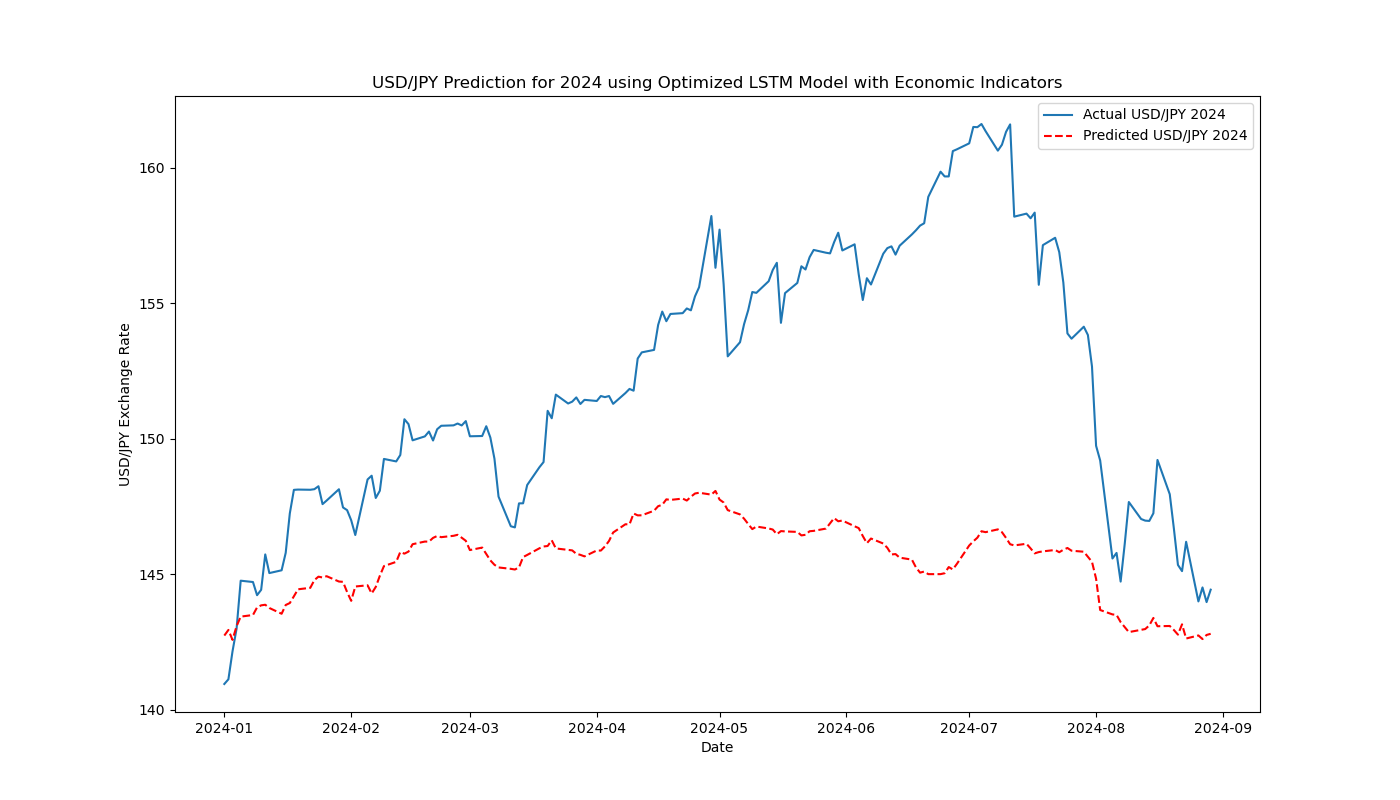 USD/JPY Prediction for 2024 using Optimized LSTM Model with Economic Indicators
Actual USD/JPY 2024
Predicted USD/JPY 2024
USD/JPY Exchange Rate
160
155
150
145
140
2024-01 2024-02 2024-03 2024-04 2024-05 2024-06 2024-07 2024-08 2024-09
Date